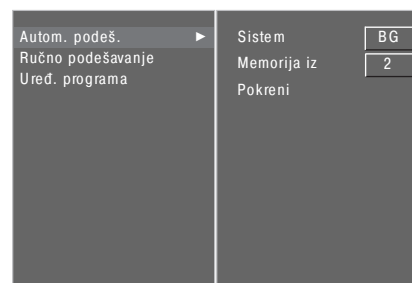 Autom. podeš. ►
Ručno podešavanje
Uređ. programa
Sistem BG
Memorija iz 2
Pokreni